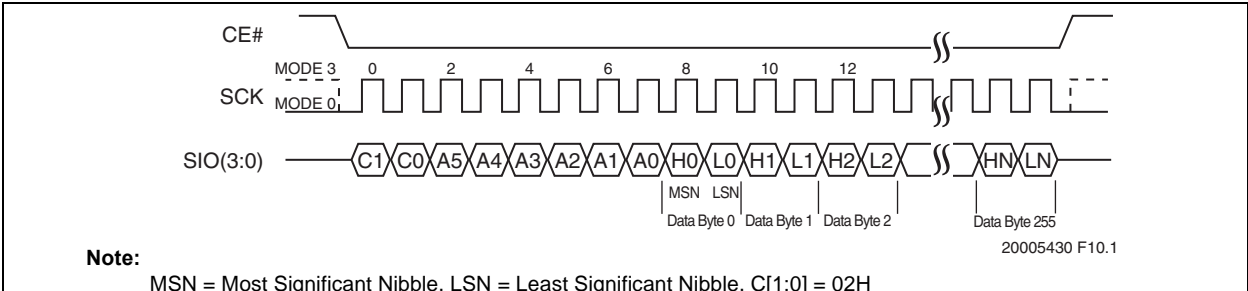 CE#
MODE 3 0 2 4 6 8 10 12
SCK MODE 0
SIO(3:0) C1 C0 A5 A4 A3 A2 A1 A0 H0 L0 H1 L1 H2 L2 HN LN
MSN LSN
Data Byte 0 Data Byte 1 Data Byte 2 Data Byte 255
20005430 F10.1
Note:
MSN = Most Significant Nibble, LSN = Least Significant Nibble, C[1:0] = 02H